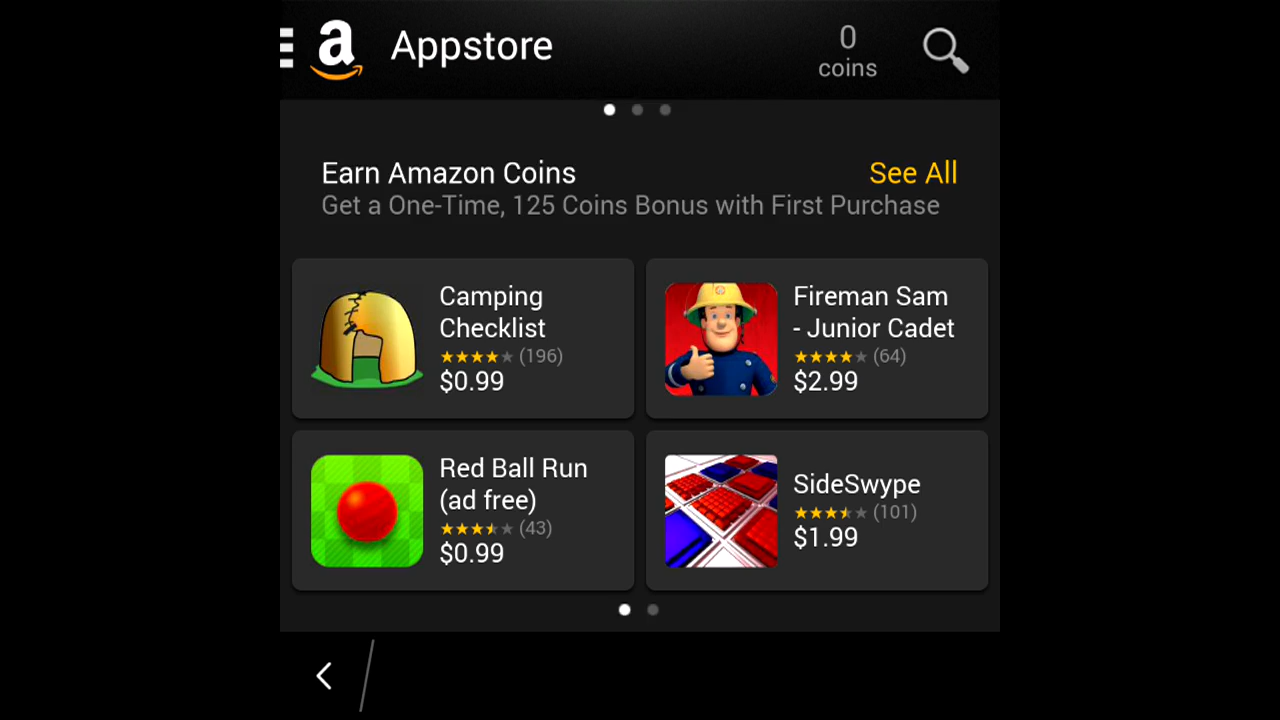 a Appstore
0
coins
Earn Amazon Coins
See All
Get a One-Time, 125 Coins Bonus with First Purchase
Camping
Checklist
(196)
$0.99
Fireman Sam
- Junior Cadet
(64)
$2.99
Red Ball Run
(ad free)
(43)
$0.99
SideSwype
(101)
$1.99